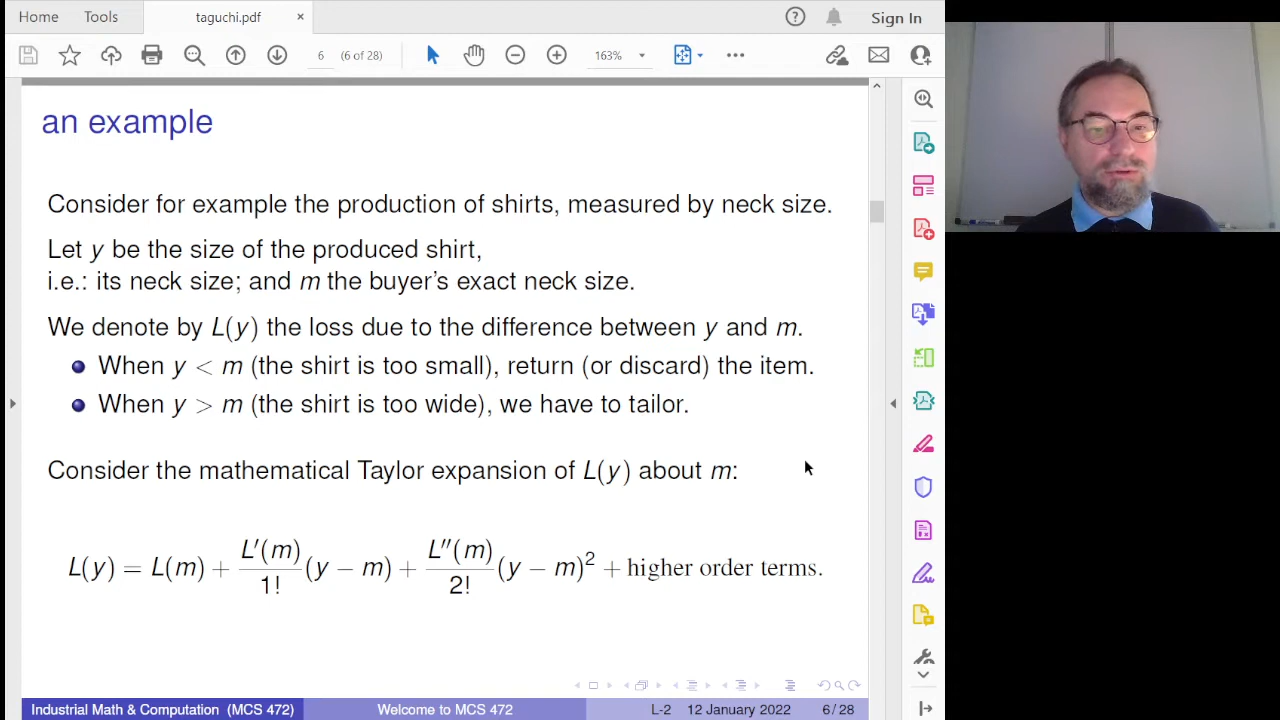 Home Tools taguchi.pdf × ? Sign In
6 (6 of 28) 163%
an example
Consider for example the production of shirts, measured by neck size.
Let y be the size of the produced shirt,
i.e.: its neck size; and m the buyer's exact neck size.
We denote by L(y) the loss due to the difference between y and m.
When y < m (the shirt is too small), return (or discard) the item.
When y > m (the shirt is too wide), we have to tailor.
Consider the mathematical Taylor expansion of L(y) about m:
L(y) = L(m) + L′(m)/1! (y − m) + L″(m)/2! (y − m)² + higher order terms.
Industrial Math & Computation (MCS 472) Welcome to MCS 472 L-2 12 January 2022 6 / 28